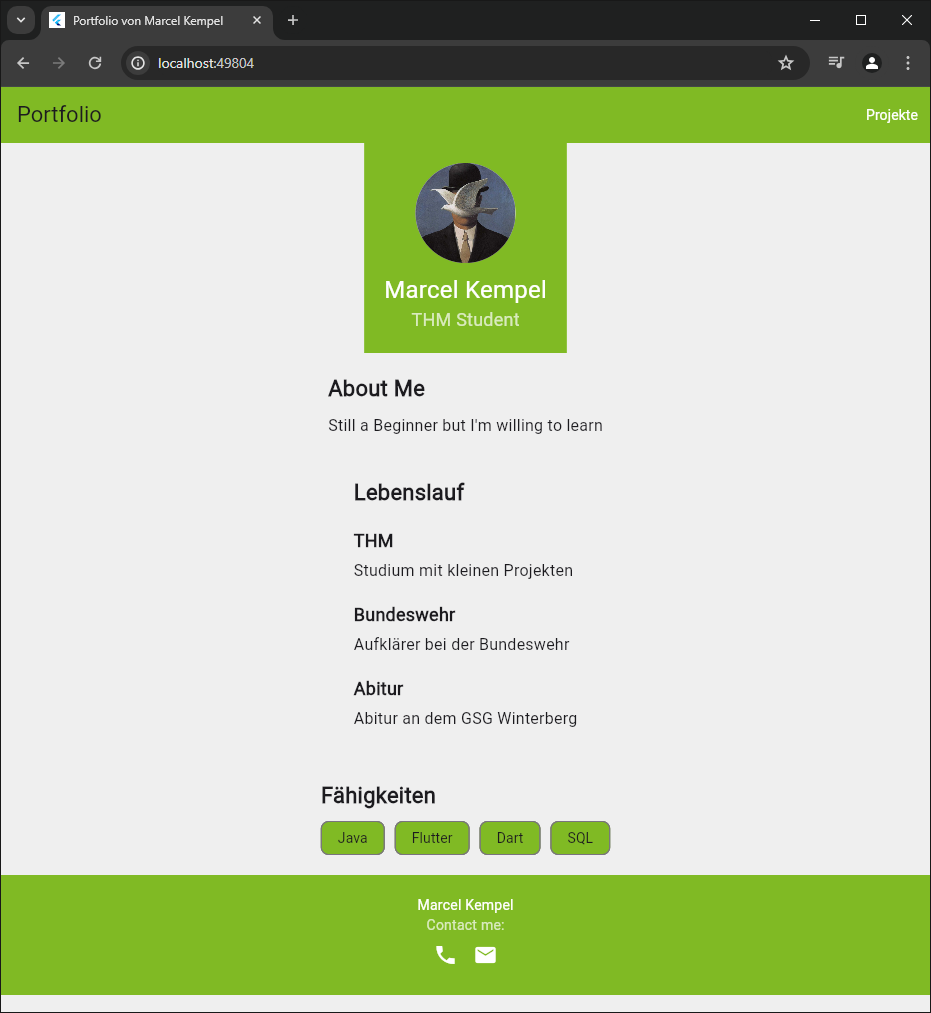 Portfolio von Marcel Kempel
localhost:49804
Portfolio
Projekte
Marcel Kempel
THM Student
About Me
Still a Beginner but I'm willing to learn
Lebenslauf
THM
Studium mit kleinen Projekten
Bundeswehr
Aufklärer bei der Bundeswehr
Abitur
Abitur an dem GSG Winterberg
Fähigkeiten
Java Flutter Dart SQL
Marcel Kempel
Contact me: